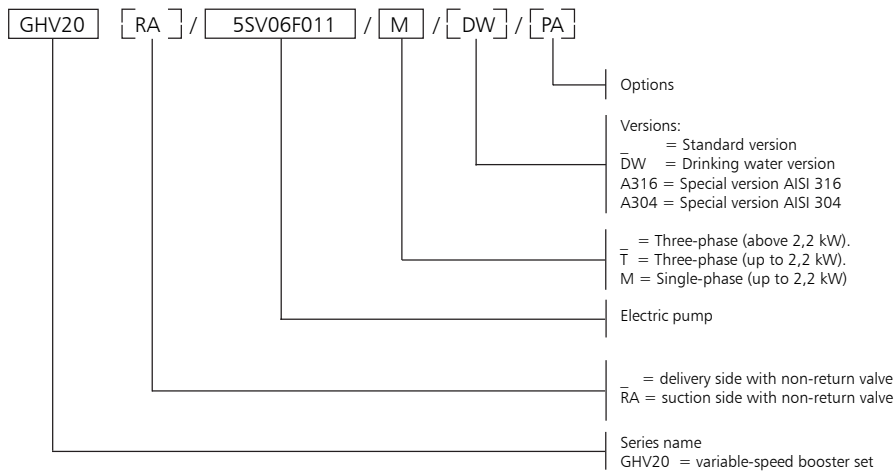 GHV20 RA / 5SV06F011 / M / DW / PA
Options
Versions:
_ = Standard version
DW = Drinking water version
A316 = Special version AISI 316
A304 = Special version AISI 304
_ = Three-phase (above 2,2 kW).
T = Three-phase (up to 2,2 kW).
M = Single-phase (up to 2,2 kW)
Electric pump
_ = delivery side with non-return valve
RA = suction side with non-return valve
Series name
GHV20 = variable-speed booster set